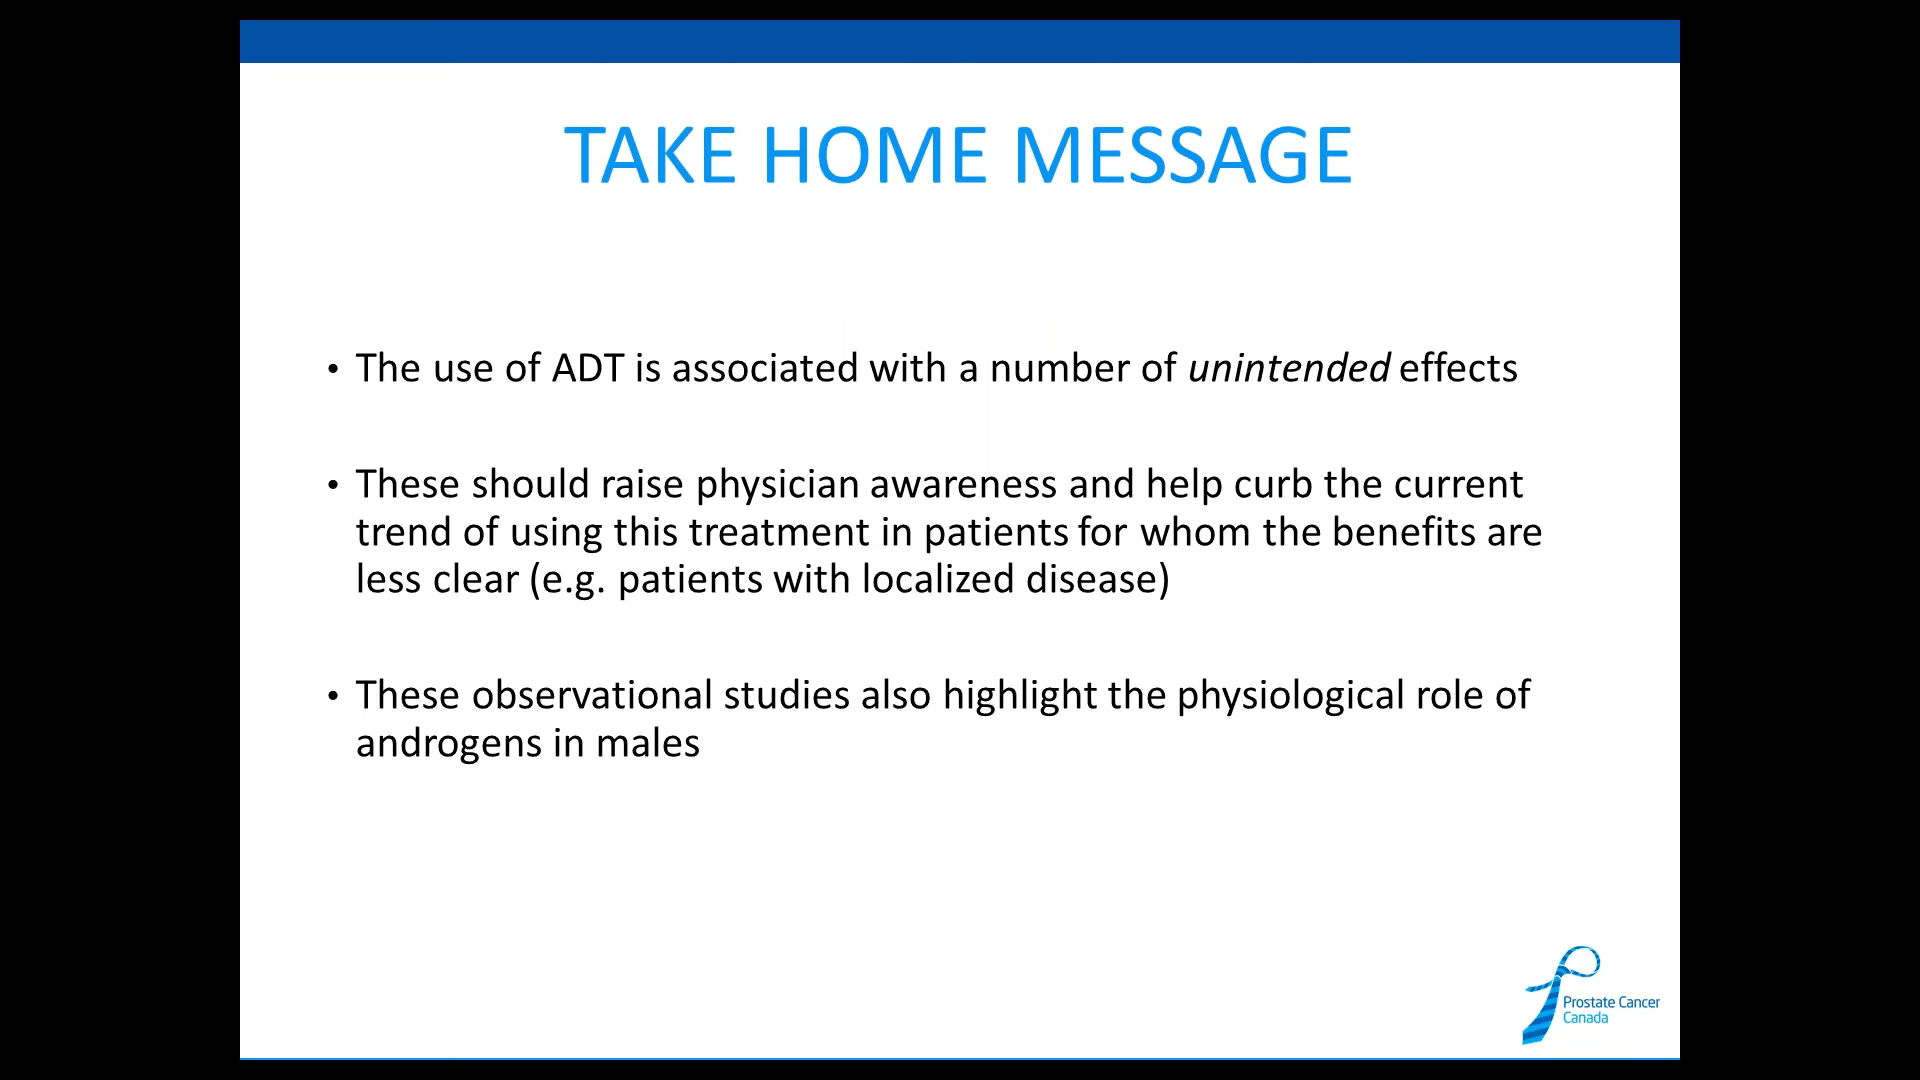 TAKE HOME MESSAGE
• The use of ADT is associated with a number of unintended effects
• These should raise physician awareness and help curb the current
trend of using this treatment in patients for whom the benefits are
less clear (e.g. patients with localized disease)
• These observational studies also highlight the physiological role of
androgens in males
Prostate Cancer
Canada